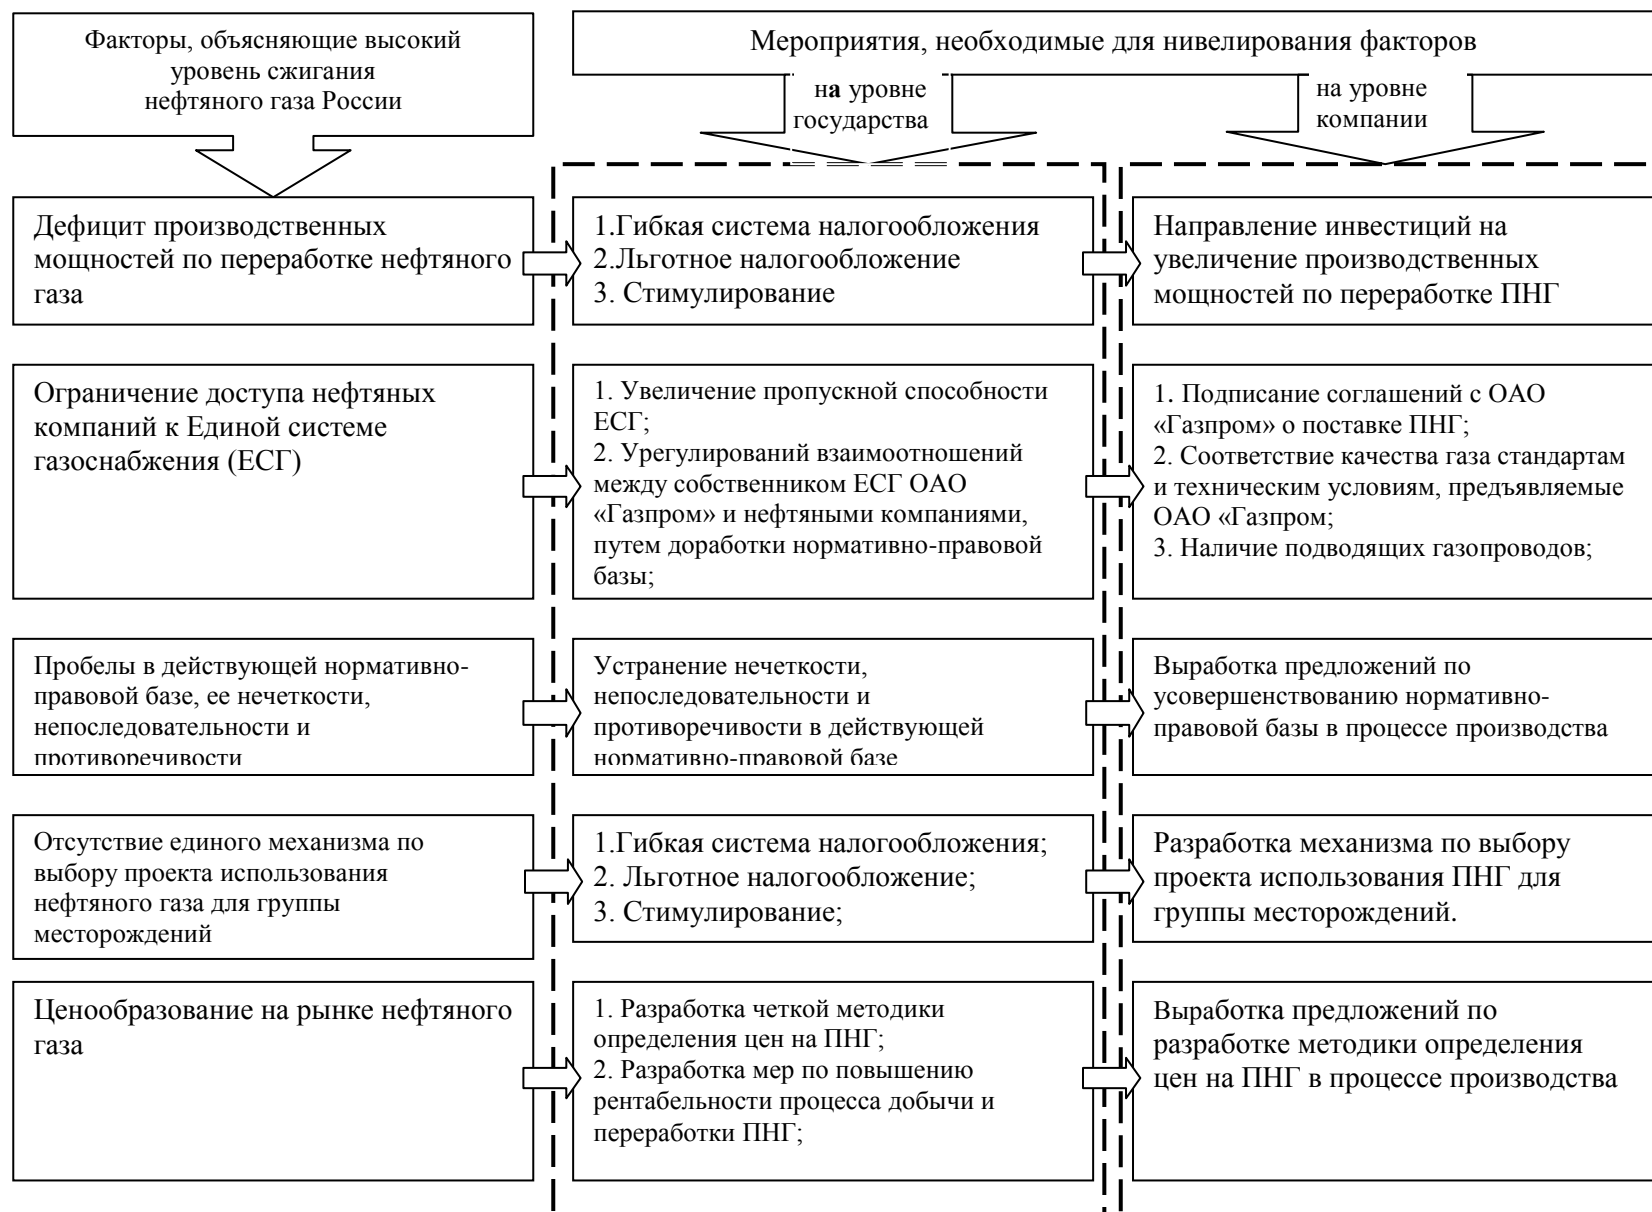 Факторы, объясняющие высокий
уровень сжигания
нефтяного газа России
Мероприятия, необходимые для нивелирования факторов
на уровне
государства
на уровне
компании
Дефицит производственных
мощностей по переработке нефтяного
газа
1.Гибкая система налогообложения
2.Льготное налогообложение
3. Стимулирование
Направление инвестиций на
увеличение производственных
мощностей по переработке ПНГ
Ограничение доступа нефтяных
компаний к Единой системе
газоснабжения (ЕСГ)
1. Увеличение пропускной способности
ЕСГ;
2. Урегулирований взаимоотношений
между собственником ЕСГ ОАО
«Газпром» и нефтяными компаниями,
путем доработки нормативно-правовой
базы;
1. Подписание соглашений с ОАО
«Газпром» о поставке ПНГ;
2. Соответствие качества газа стандартам
и техническим условиям, предъявляемые
ОАО «Газпром;
3. Наличие подводящих газопроводов;
Пробелы в действующей нормативно-
правовой базе, ее нечеткости,
непоследовательности и
противоречивости
Устранение нечеткости,
непоследовательности и
противоречивости в действующей
нормативно-правовой базе
Выработка предложений по
усовершенствованию нормативно-
правовой базы в процессе производства
Отсутствие единого механизма по
выбору проекта использования
нефтяного газа для группы
месторождений
1.Гибкая система налогообложения;
2. Льготное налогообложение;
3. Стимулирование;
Разработка механизма по выбору
проекта использования ПНГ для
группы месторождений.
Ценообразование на рынке нефтяного
газа
1. Разработка четкой методики
определения цен на ПНГ;
2. Разработка мер по повышению
рентабельности процесса добычи и
переработки ПНГ;
Выработка предложений по
разработке методики определения
цен на ПНГ в процессе производства